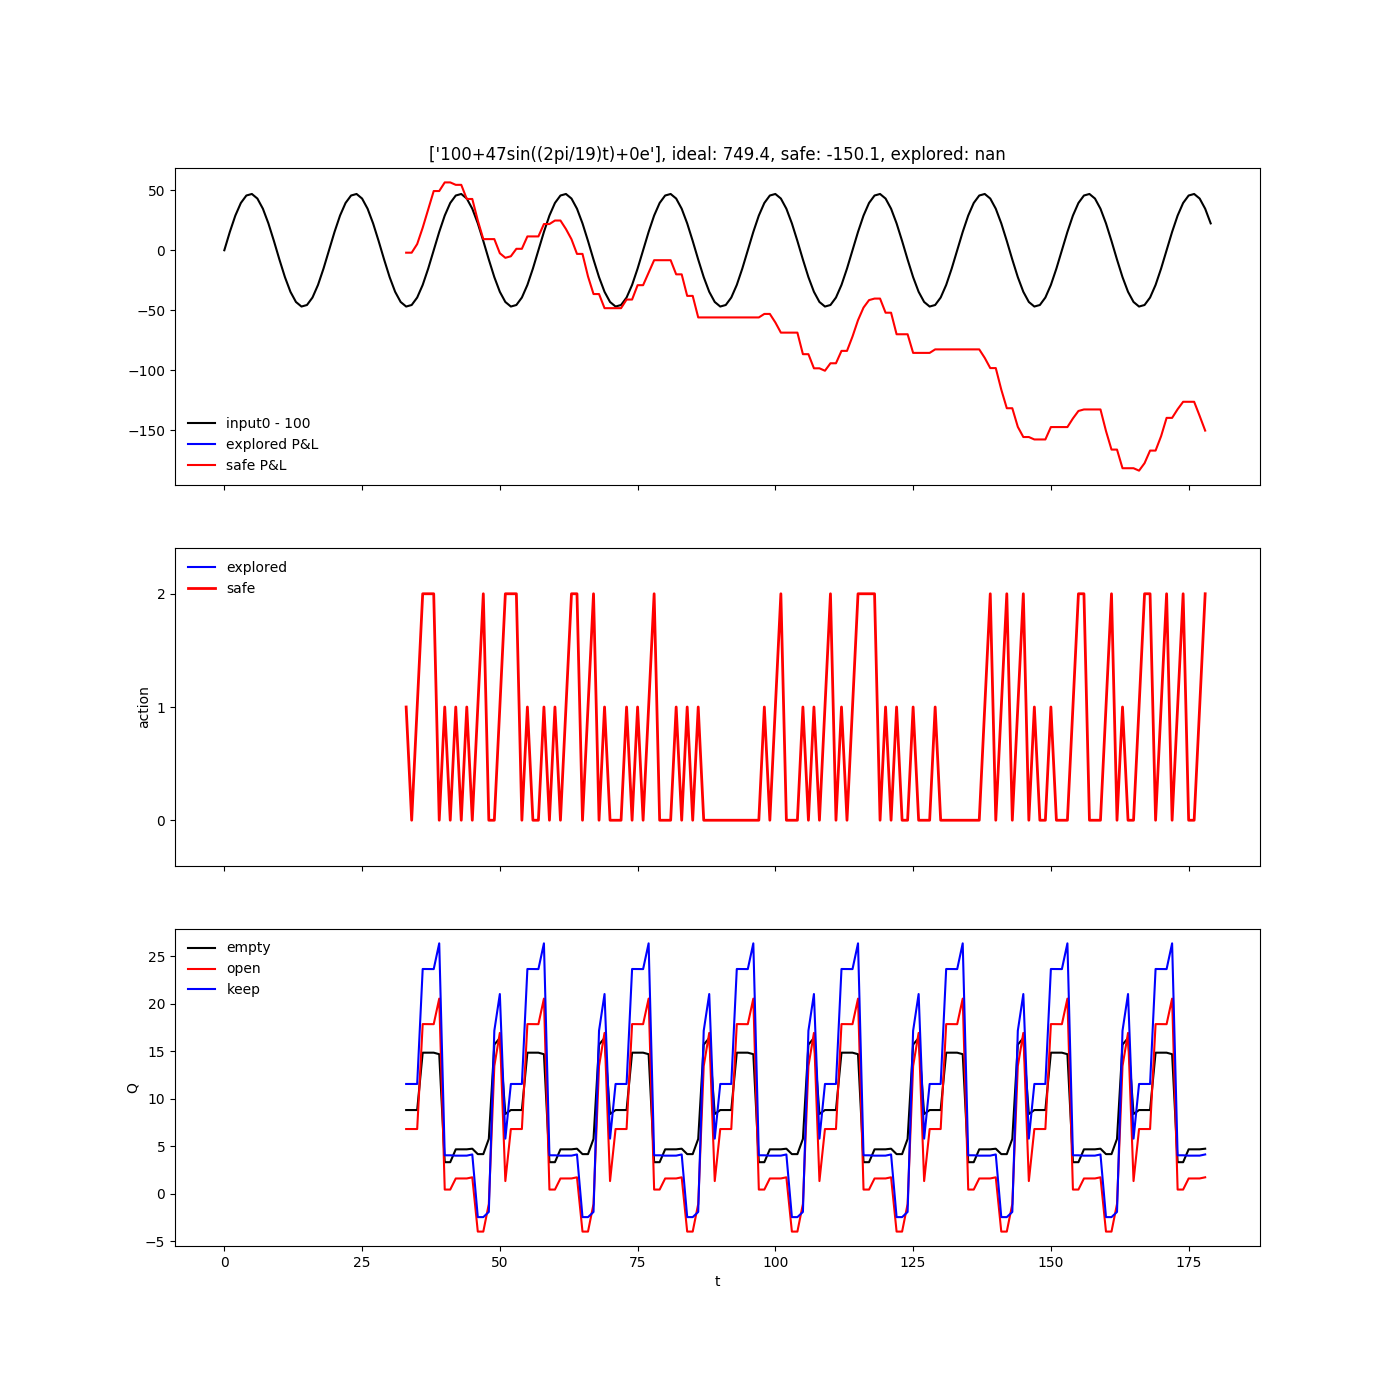 ['100+47sin((2pi/19)t)+0e'], ideal: 749.4, safe: -150.1, explored: nan
50
0
−50
−100
−150
input0 - 100
explored P&L
safe P&L
explored
safe
2
1
0
action
empty
open
keep
25
20
15
10
5
0
−5
Q
0 25 50 75 100 125 150 175
t